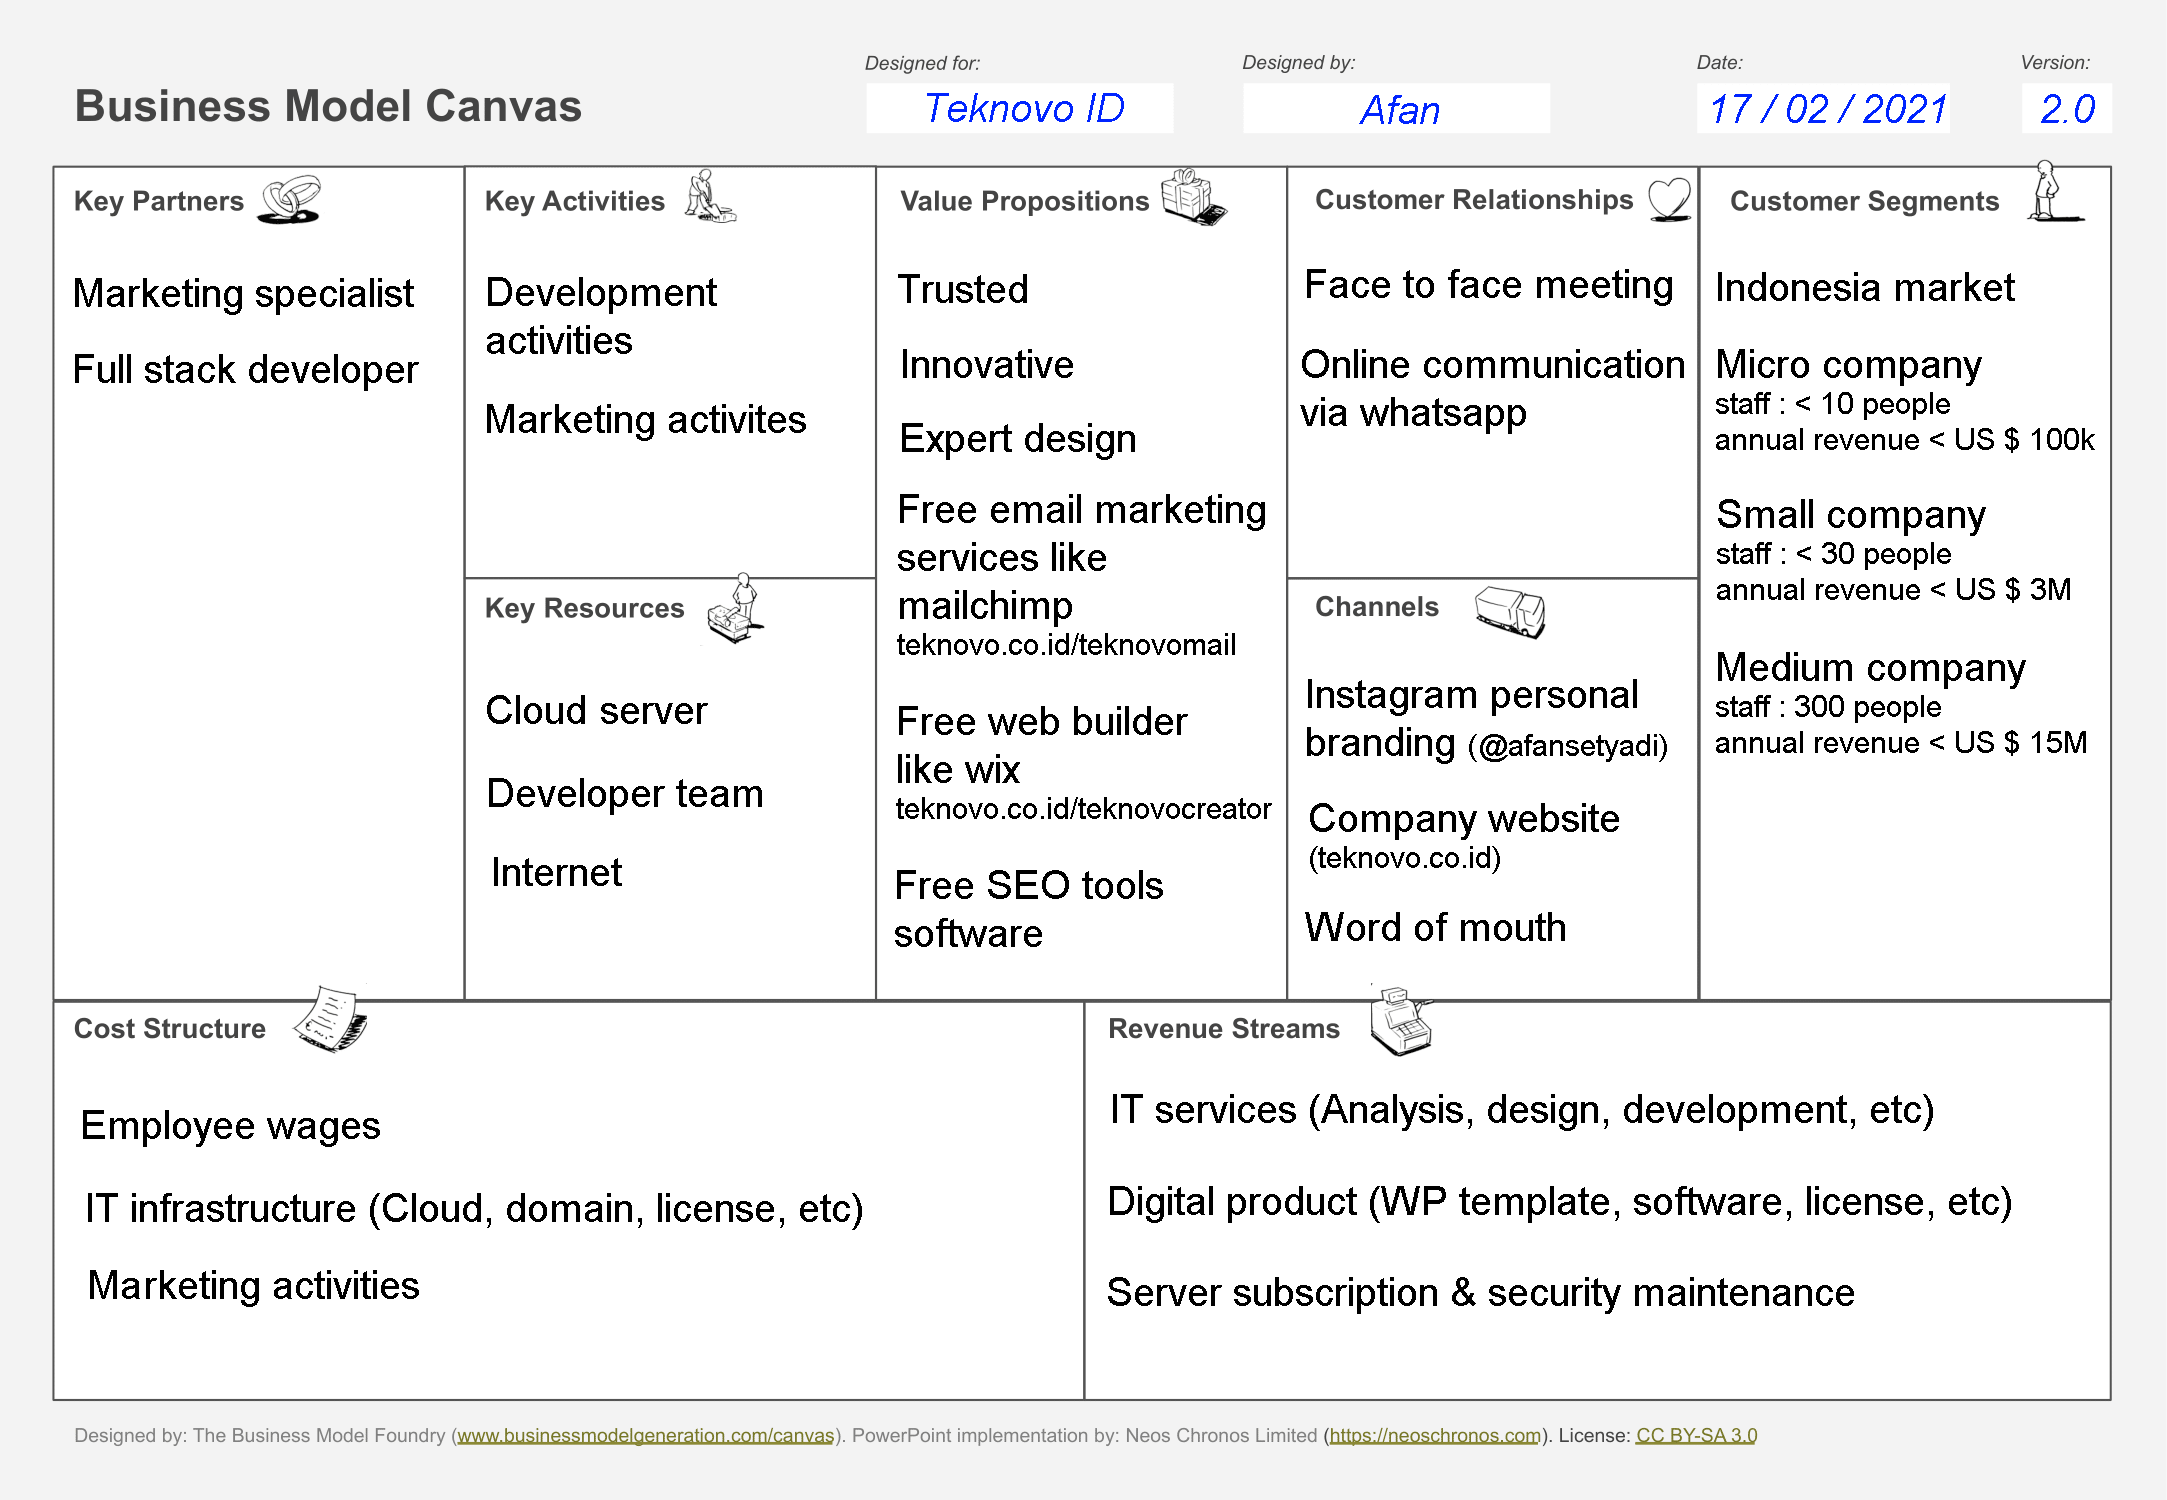 Business Model Canvas
Designed for:
Teknovo ID
Designed by:
Afan
Date:
17 / 02 / 2021
Version:
2.0
Key Partners
Marketing specialist
Full stack developer
Key Activities
Development
activities
Marketing activites
Key Resources
Cloud server
Developer team
Internet
Value Propositions
Trusted
Innovative
Expert design
Free email marketing
services like
mailchimp
teknovo.co.id/teknovomail
Free web builder
like wix
teknovo.co.id/teknovocreator
Free SEO tools
software
Customer Relationships
Face to face meeting
Online communication
via whatsapp
Channels
Instagram personal
branding (@afansetyadi)
Company website
(teknovo.co.id)
Word of mouth
Customer Segments
Indonesia market
Micro company
staff : < 10 people
annual revenue < US $ 100k
Small company
staff : < 30 people
annual revenue < US $ 3M
Medium company
staff : 300 people
annual revenue < US $ 15M
Cost Structure
Employee wages
IT infrastructure (Cloud, domain, license, etc)
Marketing activities
Revenue Streams
IT services (Analysis, design, development, etc)
Digital product (WP template, software, license, etc)
Server subscription & security maintenance
Designed by: The Business Model Foundry (www.businessmodelgeneration.com/canvas). PowerPoint implementation by: Neos Chronos Limited (https://neoschronos.com). License: CC BY-SA 3.0